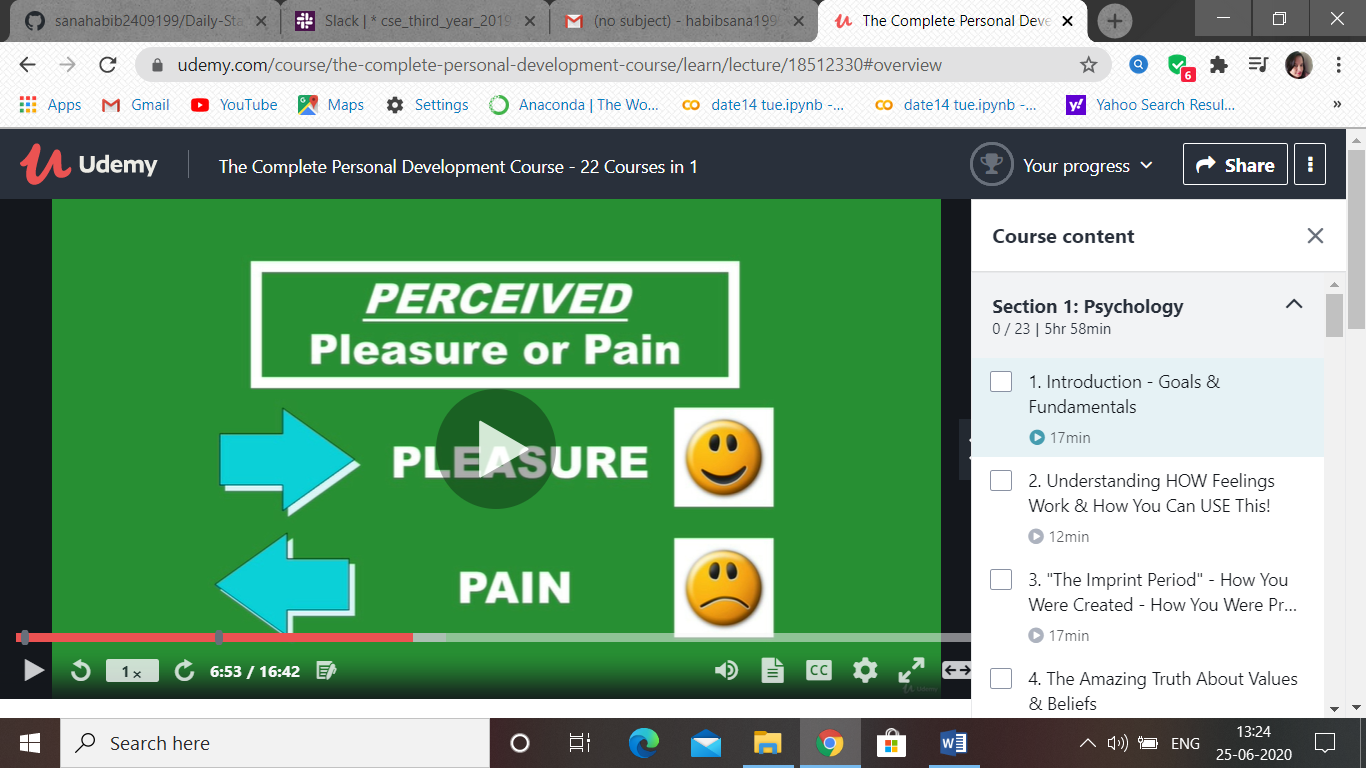 sanahabib2409199/Daily-Sta
Slack | * cse_third_year_2019
(no subject) - habibsana199
The Complete Personal Deve
udemy.com/course/the-complete-personal-development-course/learn/lecture/18512330#overview
6
Apps
Gmail
YouTube
Maps
Settings
Anaconda | The Wo...
date14 tue.ipynb -...
date14 tue.ipynb -...
Yahoo Search Resul...
»
Udemy
The Complete Personal Development Course - 22 Courses in 1
Your progress
Share
PERCEIVED
Pleasure or Pain
PLEASURE
PAIN
1x
6:53 / 16:42
CC
Udemy
Course content
Section 1: Psychology
0 / 23 | 5hr 58min
1. Introduction - Goals &
Fundamentals
17min
2. Understanding HOW Feelings
Work & How You Can USE This!
12min
3. "The Imprint Period" - How You
Were Created - How You Were Pr...
17min
4. The Amazing Truth About Values
& Beliefs
Search here
ENG
13:24
25-06-2020